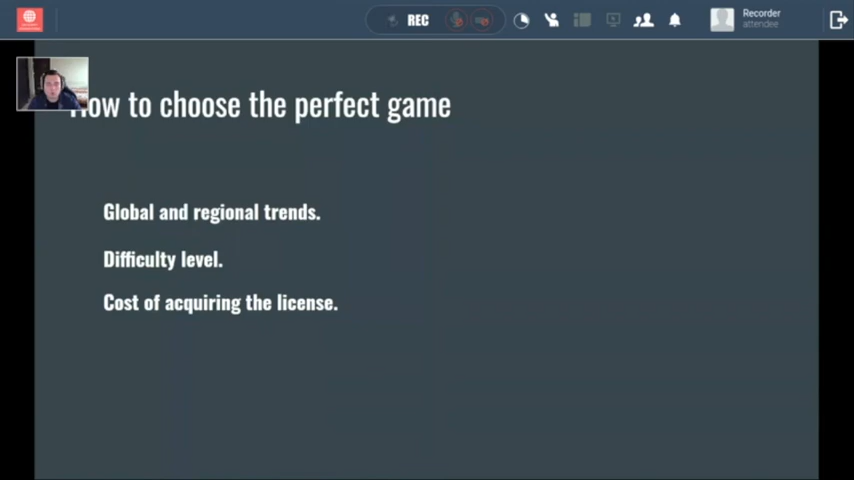 REC
Recorder
attendee
How to choose the perfect game
Global and regional trends.
Difficulty level.
Cost of acquiring the license.